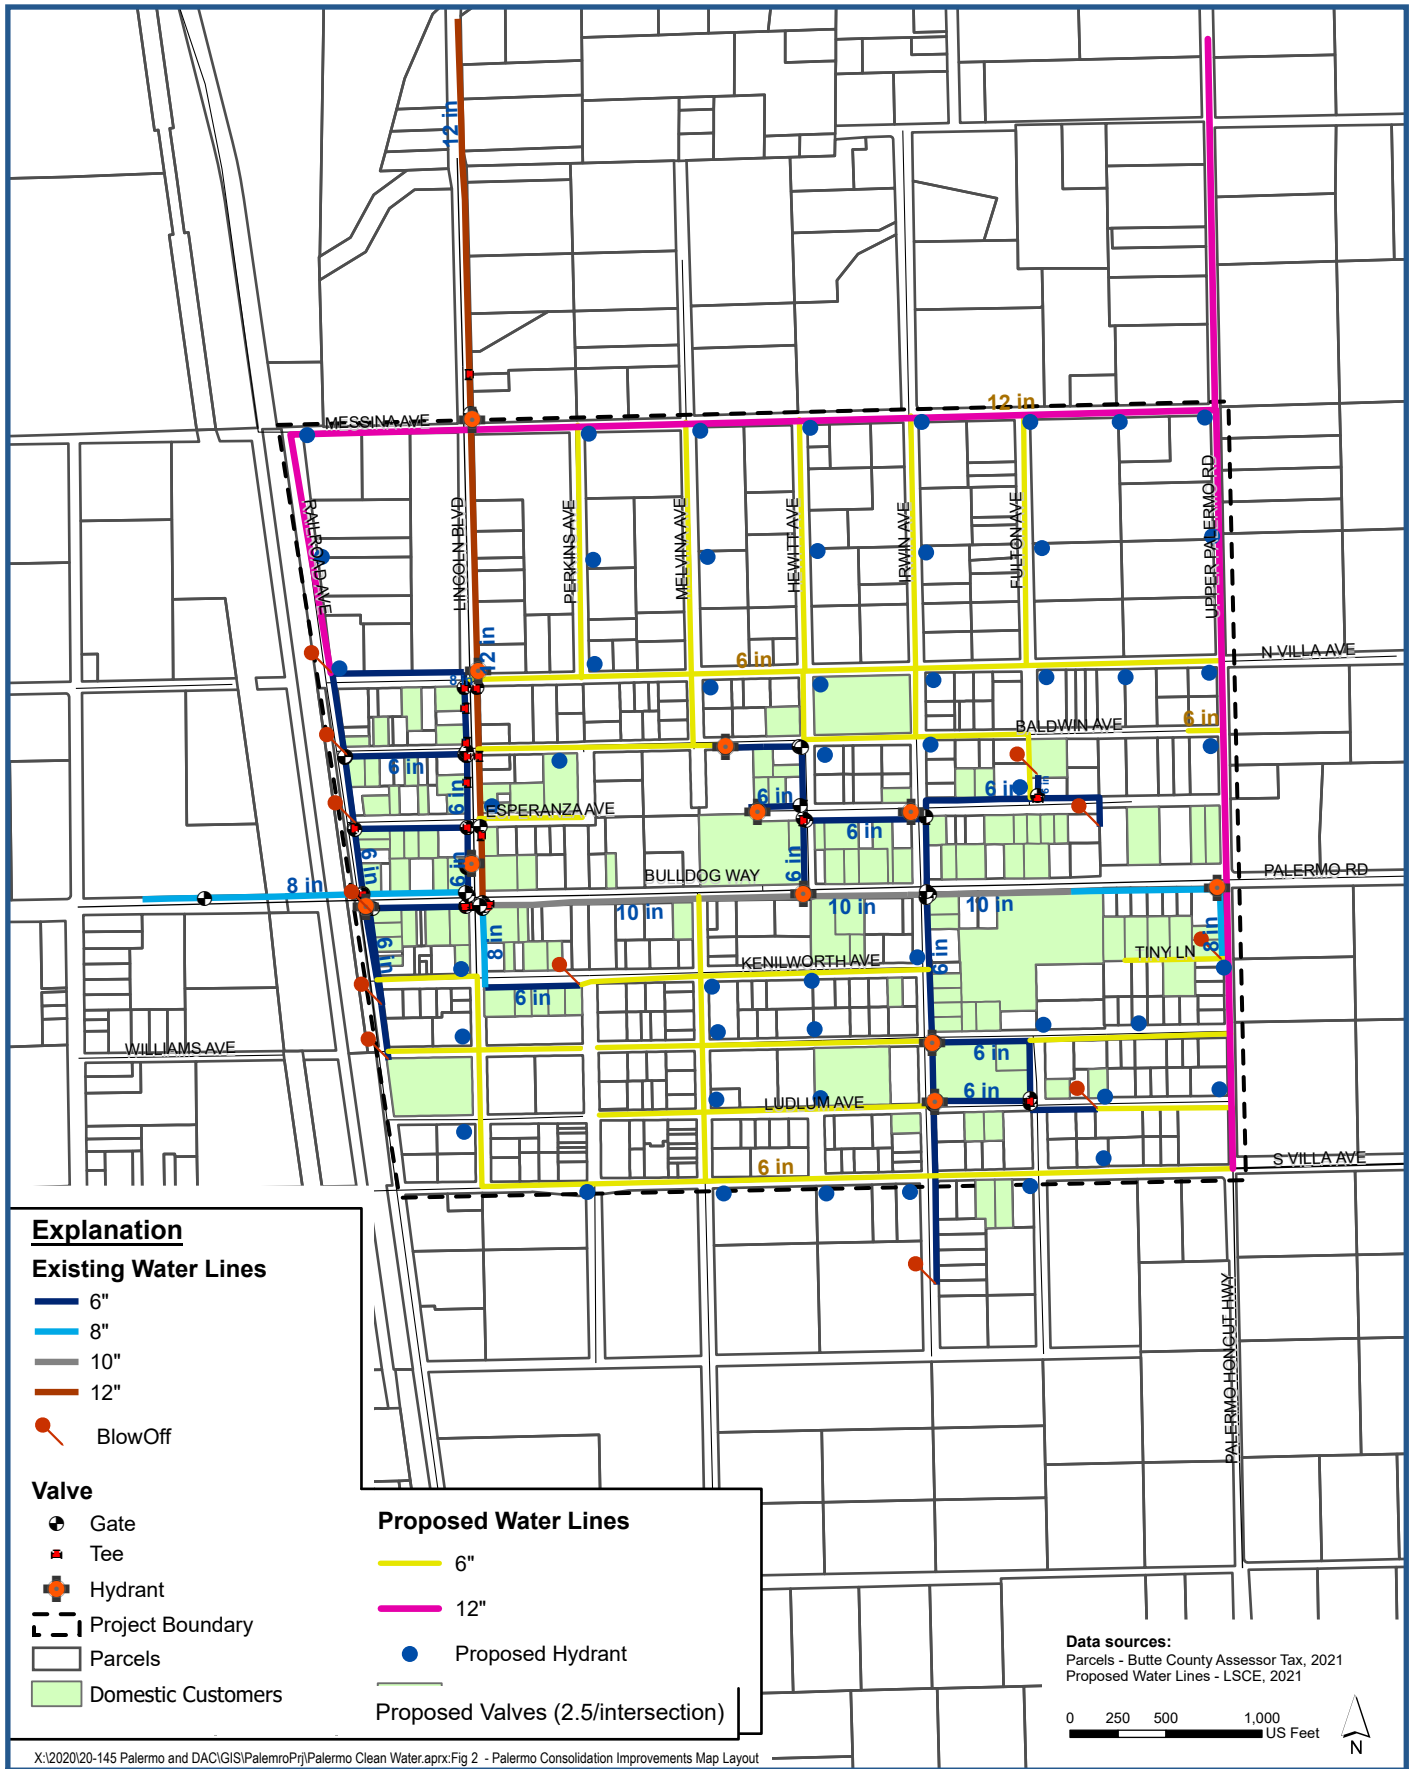 12 in
MESSINA AVE
12 in
RAILROAD AVE
LINCOLN BLVD
PERKINS AVE
MELVINA AVE
HEWITT AVE
IRWIN AVE
FULTON AVE
UPPER PALERMO RD
12 in
6 in
N VILLA AVE
BALDWIN AVE
6 in
6 in
6 in
ESPERANZA AVE
6 in
6 in
6 in
6 in
6 in
6 in
6 in
BULLDOG WAY
PALERMO RD
8 in
10 in
10 in
10 in
6 in
8 in
KENILWORTH AVE
6 in
TINY LN
8 in
6 in
WILLIAMS AVE
6 in
6 in
LUDLUM AVE
6 in
S VILLA AVE
PALERMO HONCUT HWY
Explanation
Existing Water Lines
6"
8"
10"
12"
BlowOff
Valve
Gate
Tee
Hydrant
Project Boundary
Parcels
Domestic Customers
Proposed Water Lines
6"
12"
Proposed Hydrant
Proposed Valves (2.5/intersection)
Data sources:
Parcels - Butte County Assessor Tax, 2021
Proposed Water Lines - LSCE, 2021
0 250 500 1,000
US Feet
N
X:\2020\20-145 Palermo and DAC\GIS\PalemroPrj\Palermo Clean Water.aprx:Fig 2 - Palermo Consolidation Improvements Map Layout